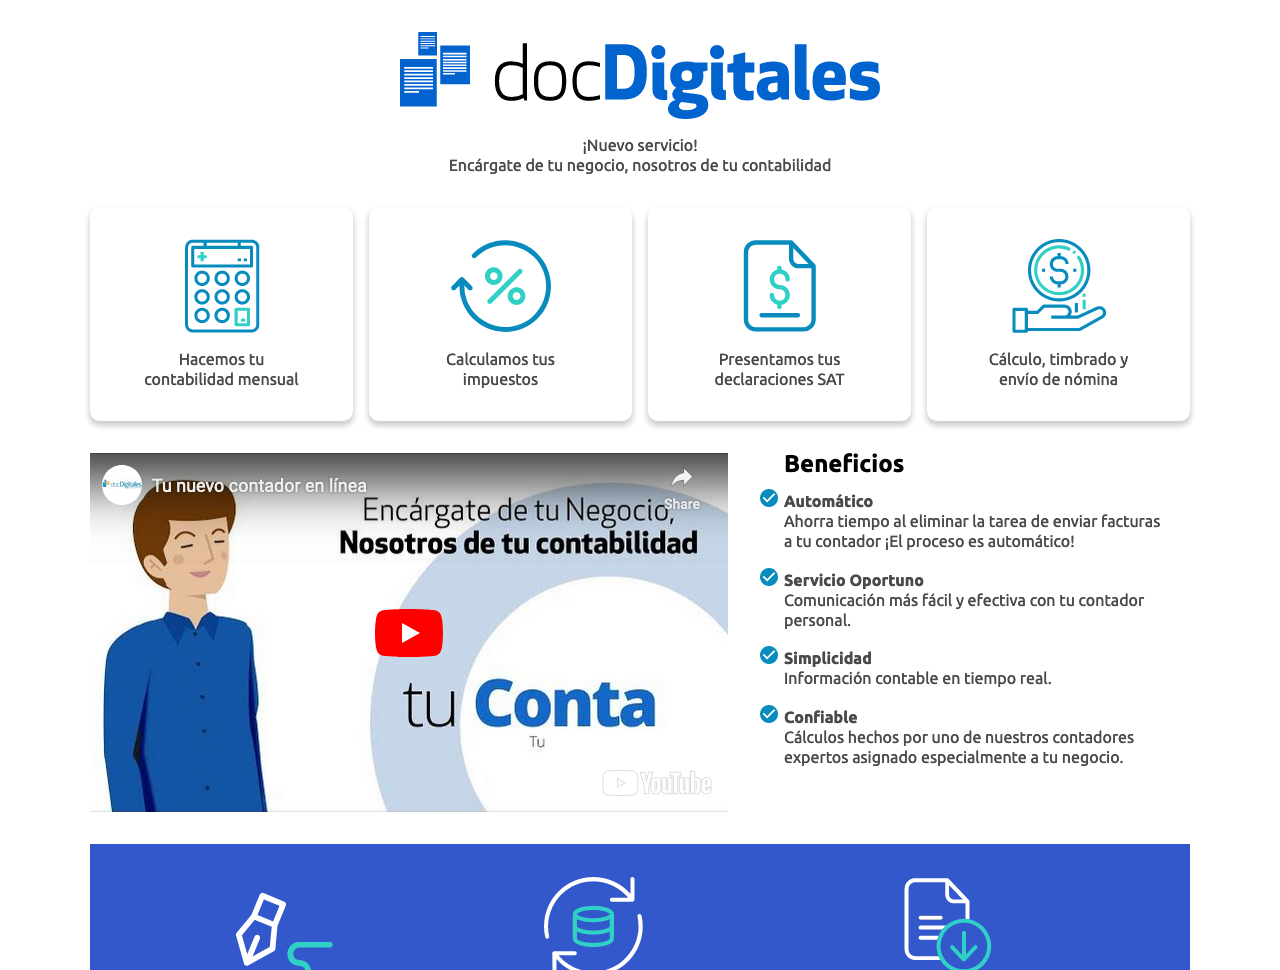 docDigitales
¡Nuevo servicio!
Encárgate de tu negocio, nosotros de tu contabilidad
Hacemos tu
contabilidad mensual
Calculamos tus
impuestos
Presentamos tus
declaraciones SAT
Cálculo, timbrado y
envío de nómina
docDigitales
Tu nuevo contador en línea
Share
Encárgate de tu Negocio,
Nosotros de tu contabilidad
tu Conta
Tu
YouTube
Beneficios
Automático
Ahorra tiempo al eliminar la tarea de enviar facturas
a tu contador ¡El proceso es automático!
Servicio Oportuno
Comunicación más fácil y efectiva con tu contador
personal.
Simplicidad
Información contable en tiempo real.
Confiable
Cálculos hechos por uno de nuestros contadores
expertos asignado especialmente a tu negocio.